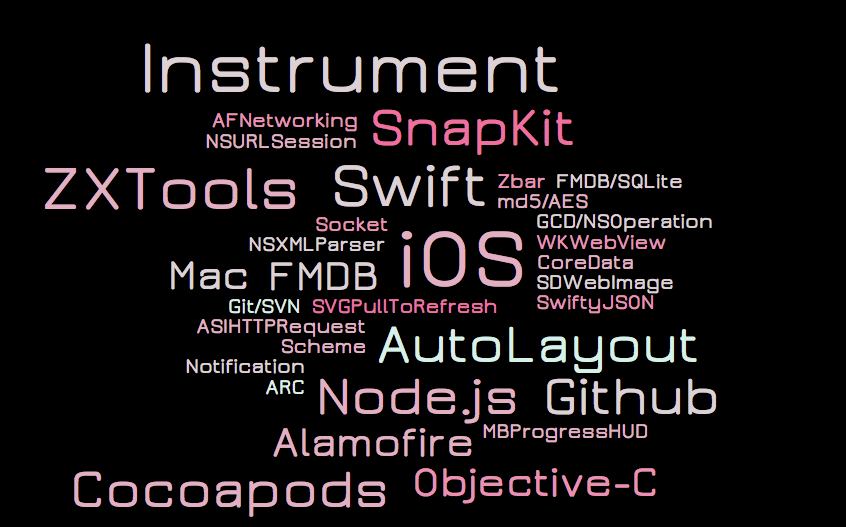 Instrument
AFNetworking SnapKit
NSURLSession
ZXTools Swift Zbar FMDB/SQLite
md5/AES
Socket GCD/NSOperation
NSXMLParser iOS WKWebView
Mac FMDB CoreData
SDWebImage
Git/SVN SVGPullToRefresh SwiftyJSON
ASIHTTPRequest
Scheme AutoLayout
Notification
ARC Node.js Github
Alamofire MBProgressHUD
Cocoapods Objective-C